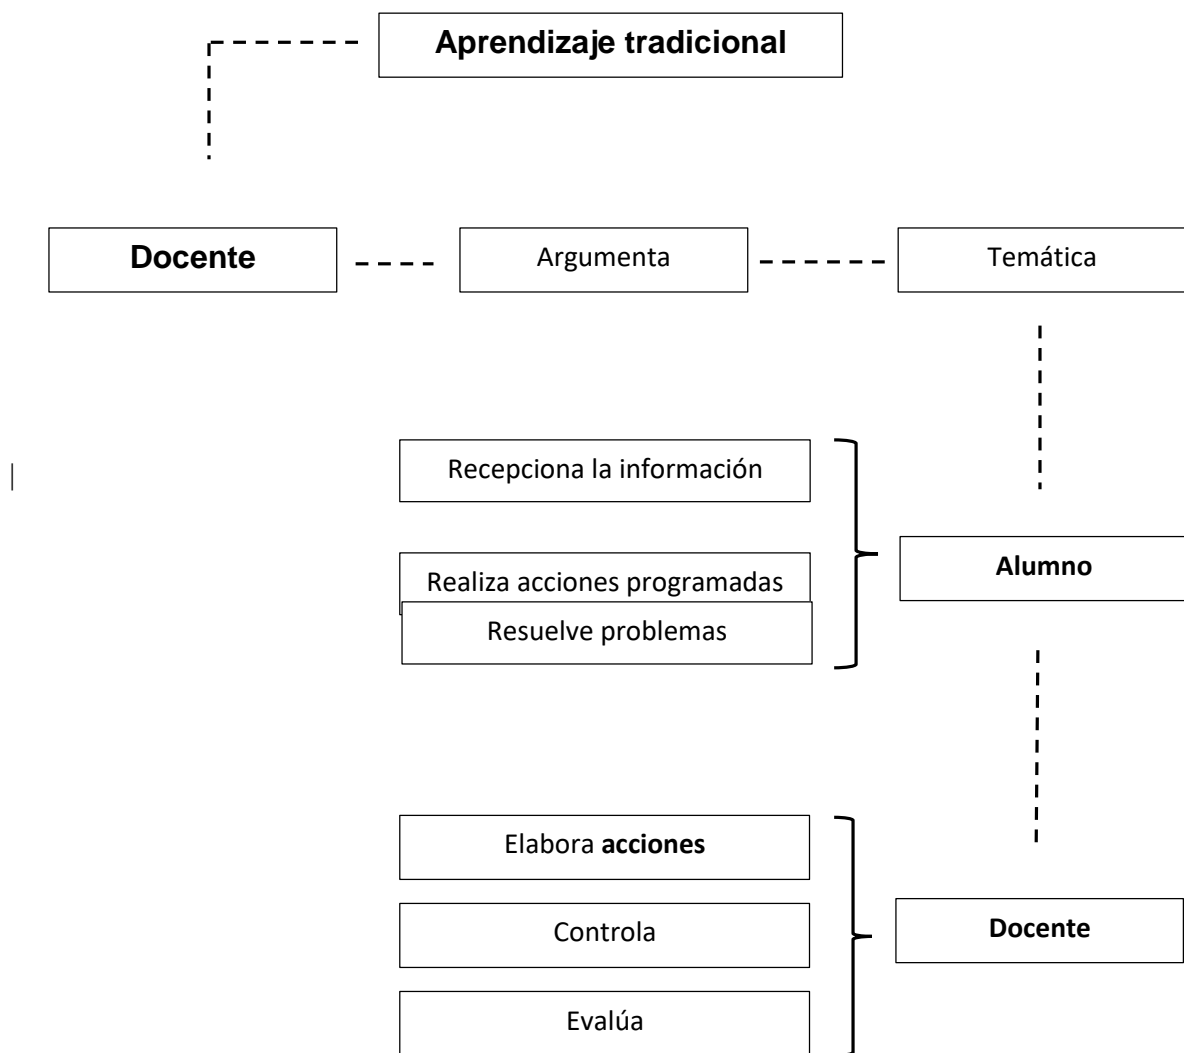 Aprendizaje tradicional
Docente
Argumenta
Temática
Recepciona la información
Realiza acciones programadas
Resuelve problemas
Alumno
Elabora acciones
Controla
Evalúa
Docente